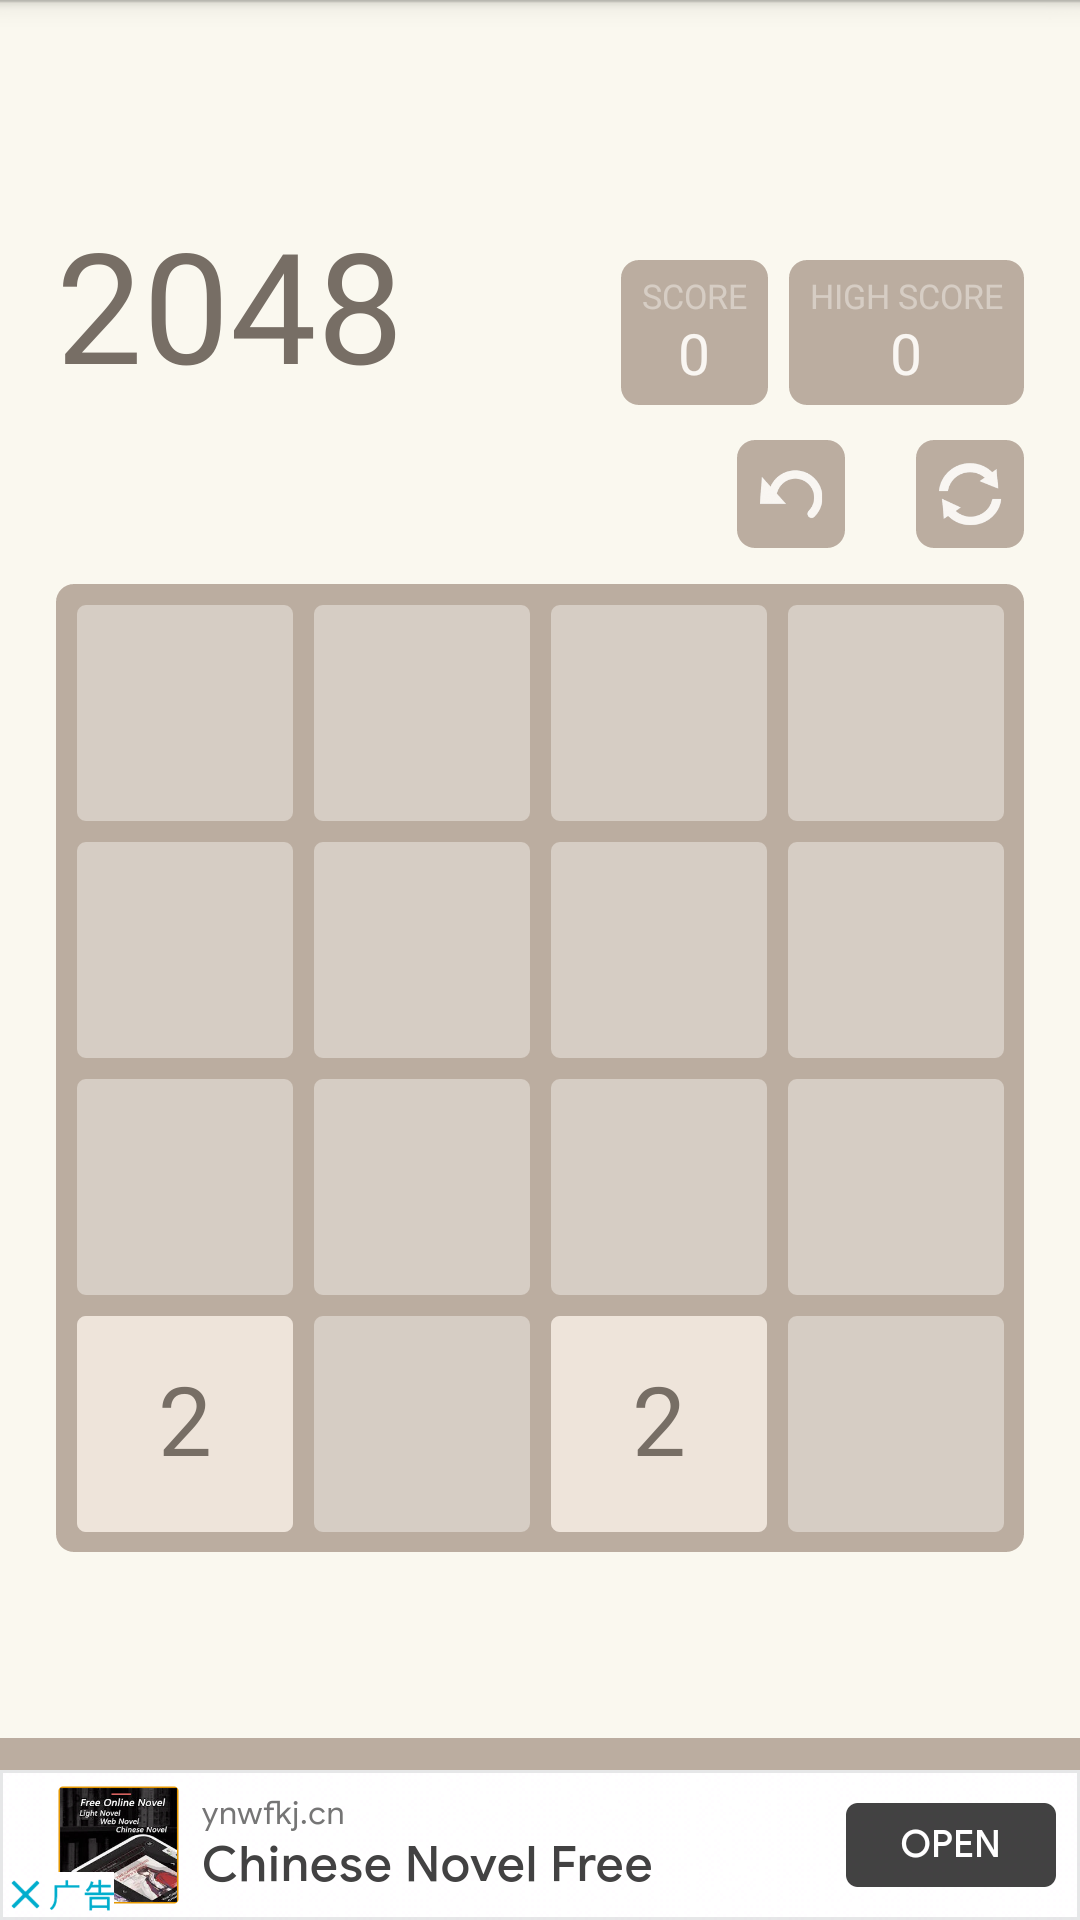 2048
SCORE
0
HIGH SCORE
0
2
2
Free Online Novel
Light Novel
Web Novel
Chinese Novel
ynwfkj.cn
Chinese Novel Free
OPEN
广告